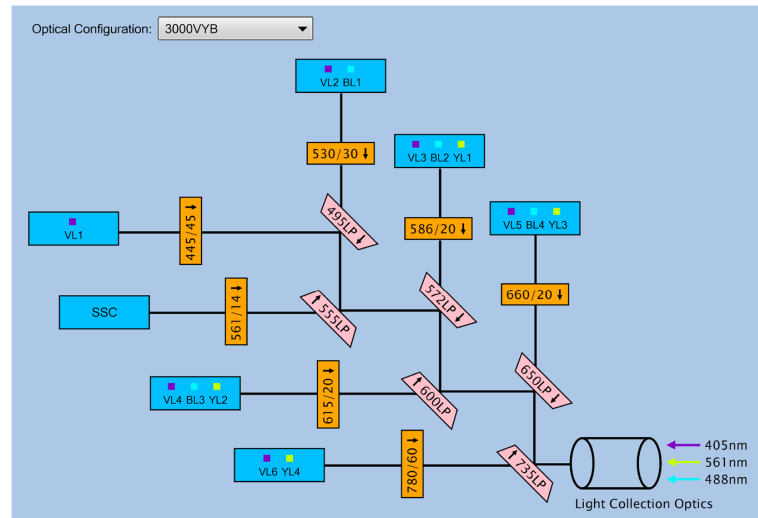 Optical Configuration: 3000VYB
VL2 BL1
530/30
VL3 BL2 YL1
495LP
586/20
VL5 BL4 YL3
VL1
445/45
572LP
660/20
SSC
561/14
555LP
650LP
VL4 BL3 YL2
615/20
600LP
VL6 YL4
780/60
735LP
405nm
561nm
488nm
Light Collection Optics